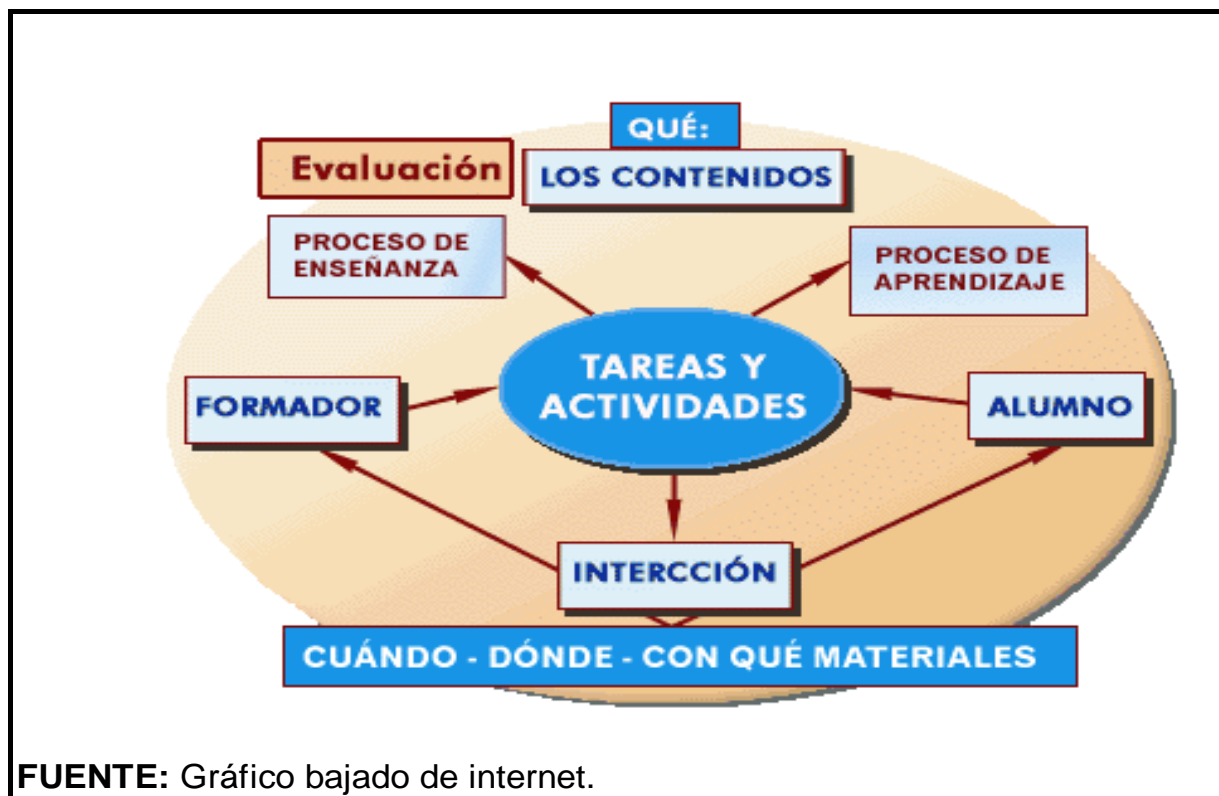 QUÉ:
Evaluación
LOS CONTENIDOS
PROCESO DE
ENSEÑANZA
PROCESO DE
APRENDIZAJE
TAREAS Y
ACTIVIDADES
FORMADOR
ALUMNO
INTERCCIÓN
CUÁNDO - DÓNDE - CON QUÉ MATERIALES
FUENTE: Gráfico bajado de internet.